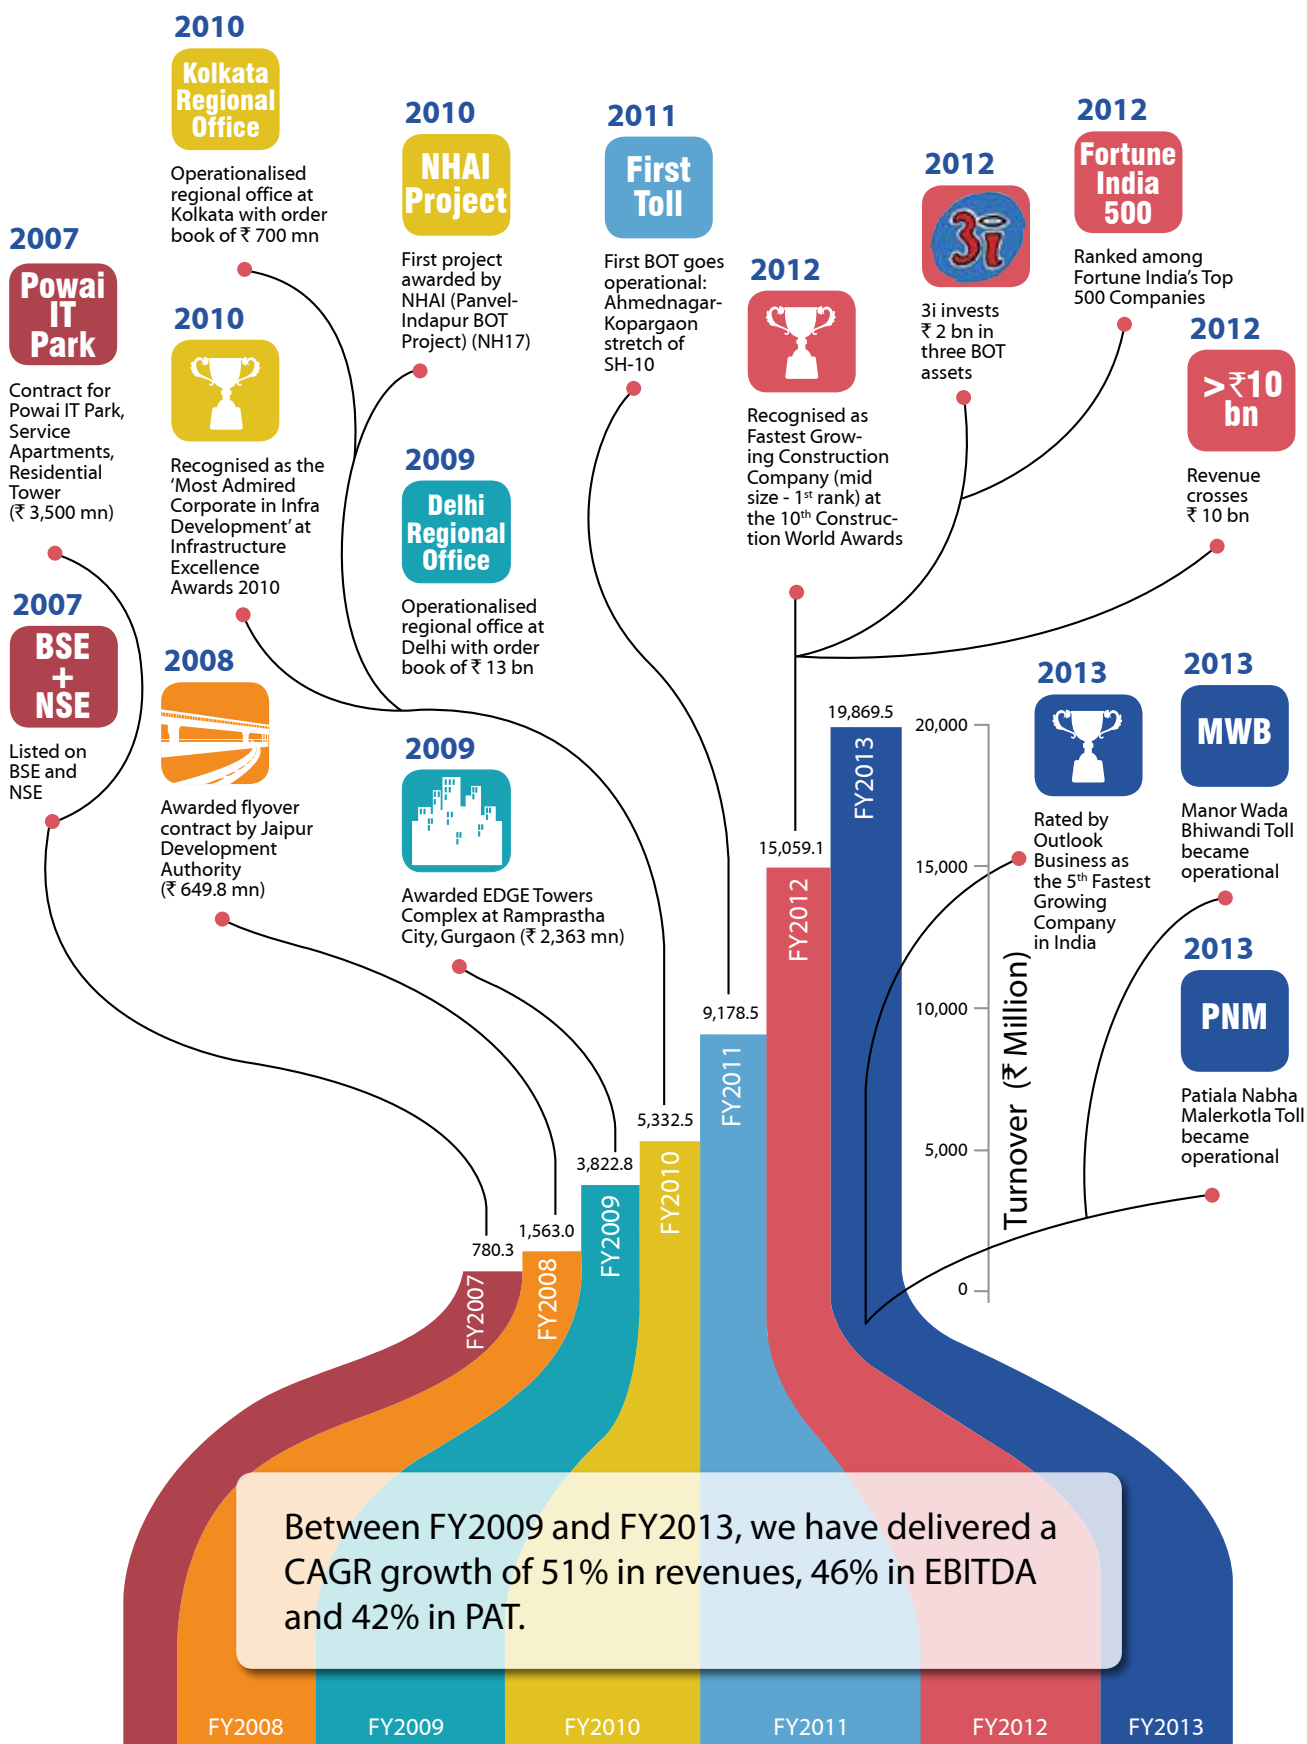 2010
Kolkata
Regional
Office
Operationalised
regional office at
Kolkata with order
book of ₹ 700 mn
2010
NHAI
Project
First project
awarded by
NHAI (Panvel-
Indapur BOT
Project) (NH17)
2011
First
Toll
First BOT goes
operational:
Ahmednagar-
Kopargaon
stretch of
SH-10
2012
Fortune
India
500
Ranked among
Fortune India's Top
500 Companies
2012
3i
3i invests
₹ 2 bn in
three BOT
assets
2007
Powai
IT
Park
Contract for
Powai IT Park,
Service
Apartments,
Residential
Tower
(₹ 3,500 mn)
2010
Recognised as the
‘Most Admired
Corporate in Infra
Development’ at
Infrastructure
Excellence
Awards 2010
2012
Recognised as
Fastest Grow-
ing Construction
Company (mid
size - 1st rank) at
the 10th Construc-
tion World Awards
2012
>₹10
bn
Revenue
crosses
₹ 10 bn
2009
Delhi
Regional
Office
Operationalised
regional office at
Delhi with order
book of ₹ 13 bn
2007
BSE
+
NSE
Listed on
BSE and
NSE
2008
Awarded flyover
contract by Jaipur
Development
Authority
(₹ 649.8 mn)
2009
Awarded EDGE Towers
Complex at Ramprastha
City, Gurgaon (₹ 2,363 mn)
2013
Rated by
Outlook
Business as
the 5th Fastest
Growing
Company
in India
2013
MWB
Manor Wada
Bhiwandi Toll
became
operational
2013
PNM
Patiala Nabha
Malerkotla Toll
became
operational
780.3
FY2007
1,563.0
FY2008
3,822.8
FY2009
5,332.5
FY2010
9,178.5
FY2011
15,059.1
FY2012
19,869.5
FY2013
20,000
15,000
10,000
5,000
0
Turnover (₹ Million)
Between FY2009 and FY2013, we have delivered a
CAGR growth of 51% in revenues, 46% in EBITDA
and 42% in PAT.
FY2008
FY2009
FY2010
FY2011
FY2012
FY2013